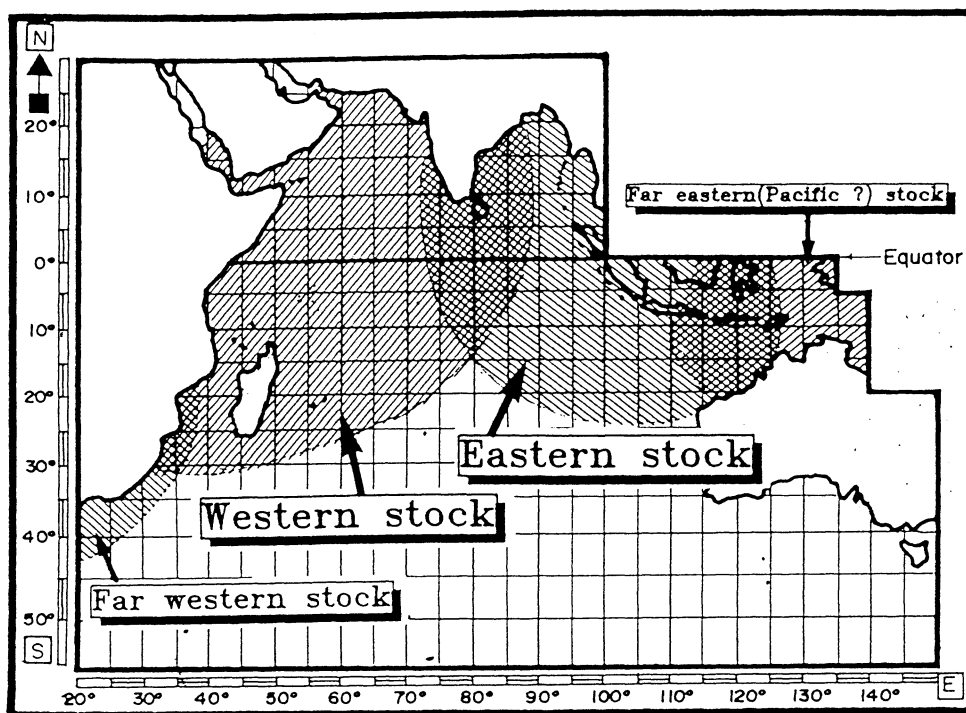 N
20°
10°
0°
10°
20°
30°
40°
50°
S
Far eastern(Pacific ?) stock
Equator
Eastern stock
Western stock
Far western stock
20° 30° 40° 50° 60° 70° 80° 90° 100° 110° 120° 130° 140° E